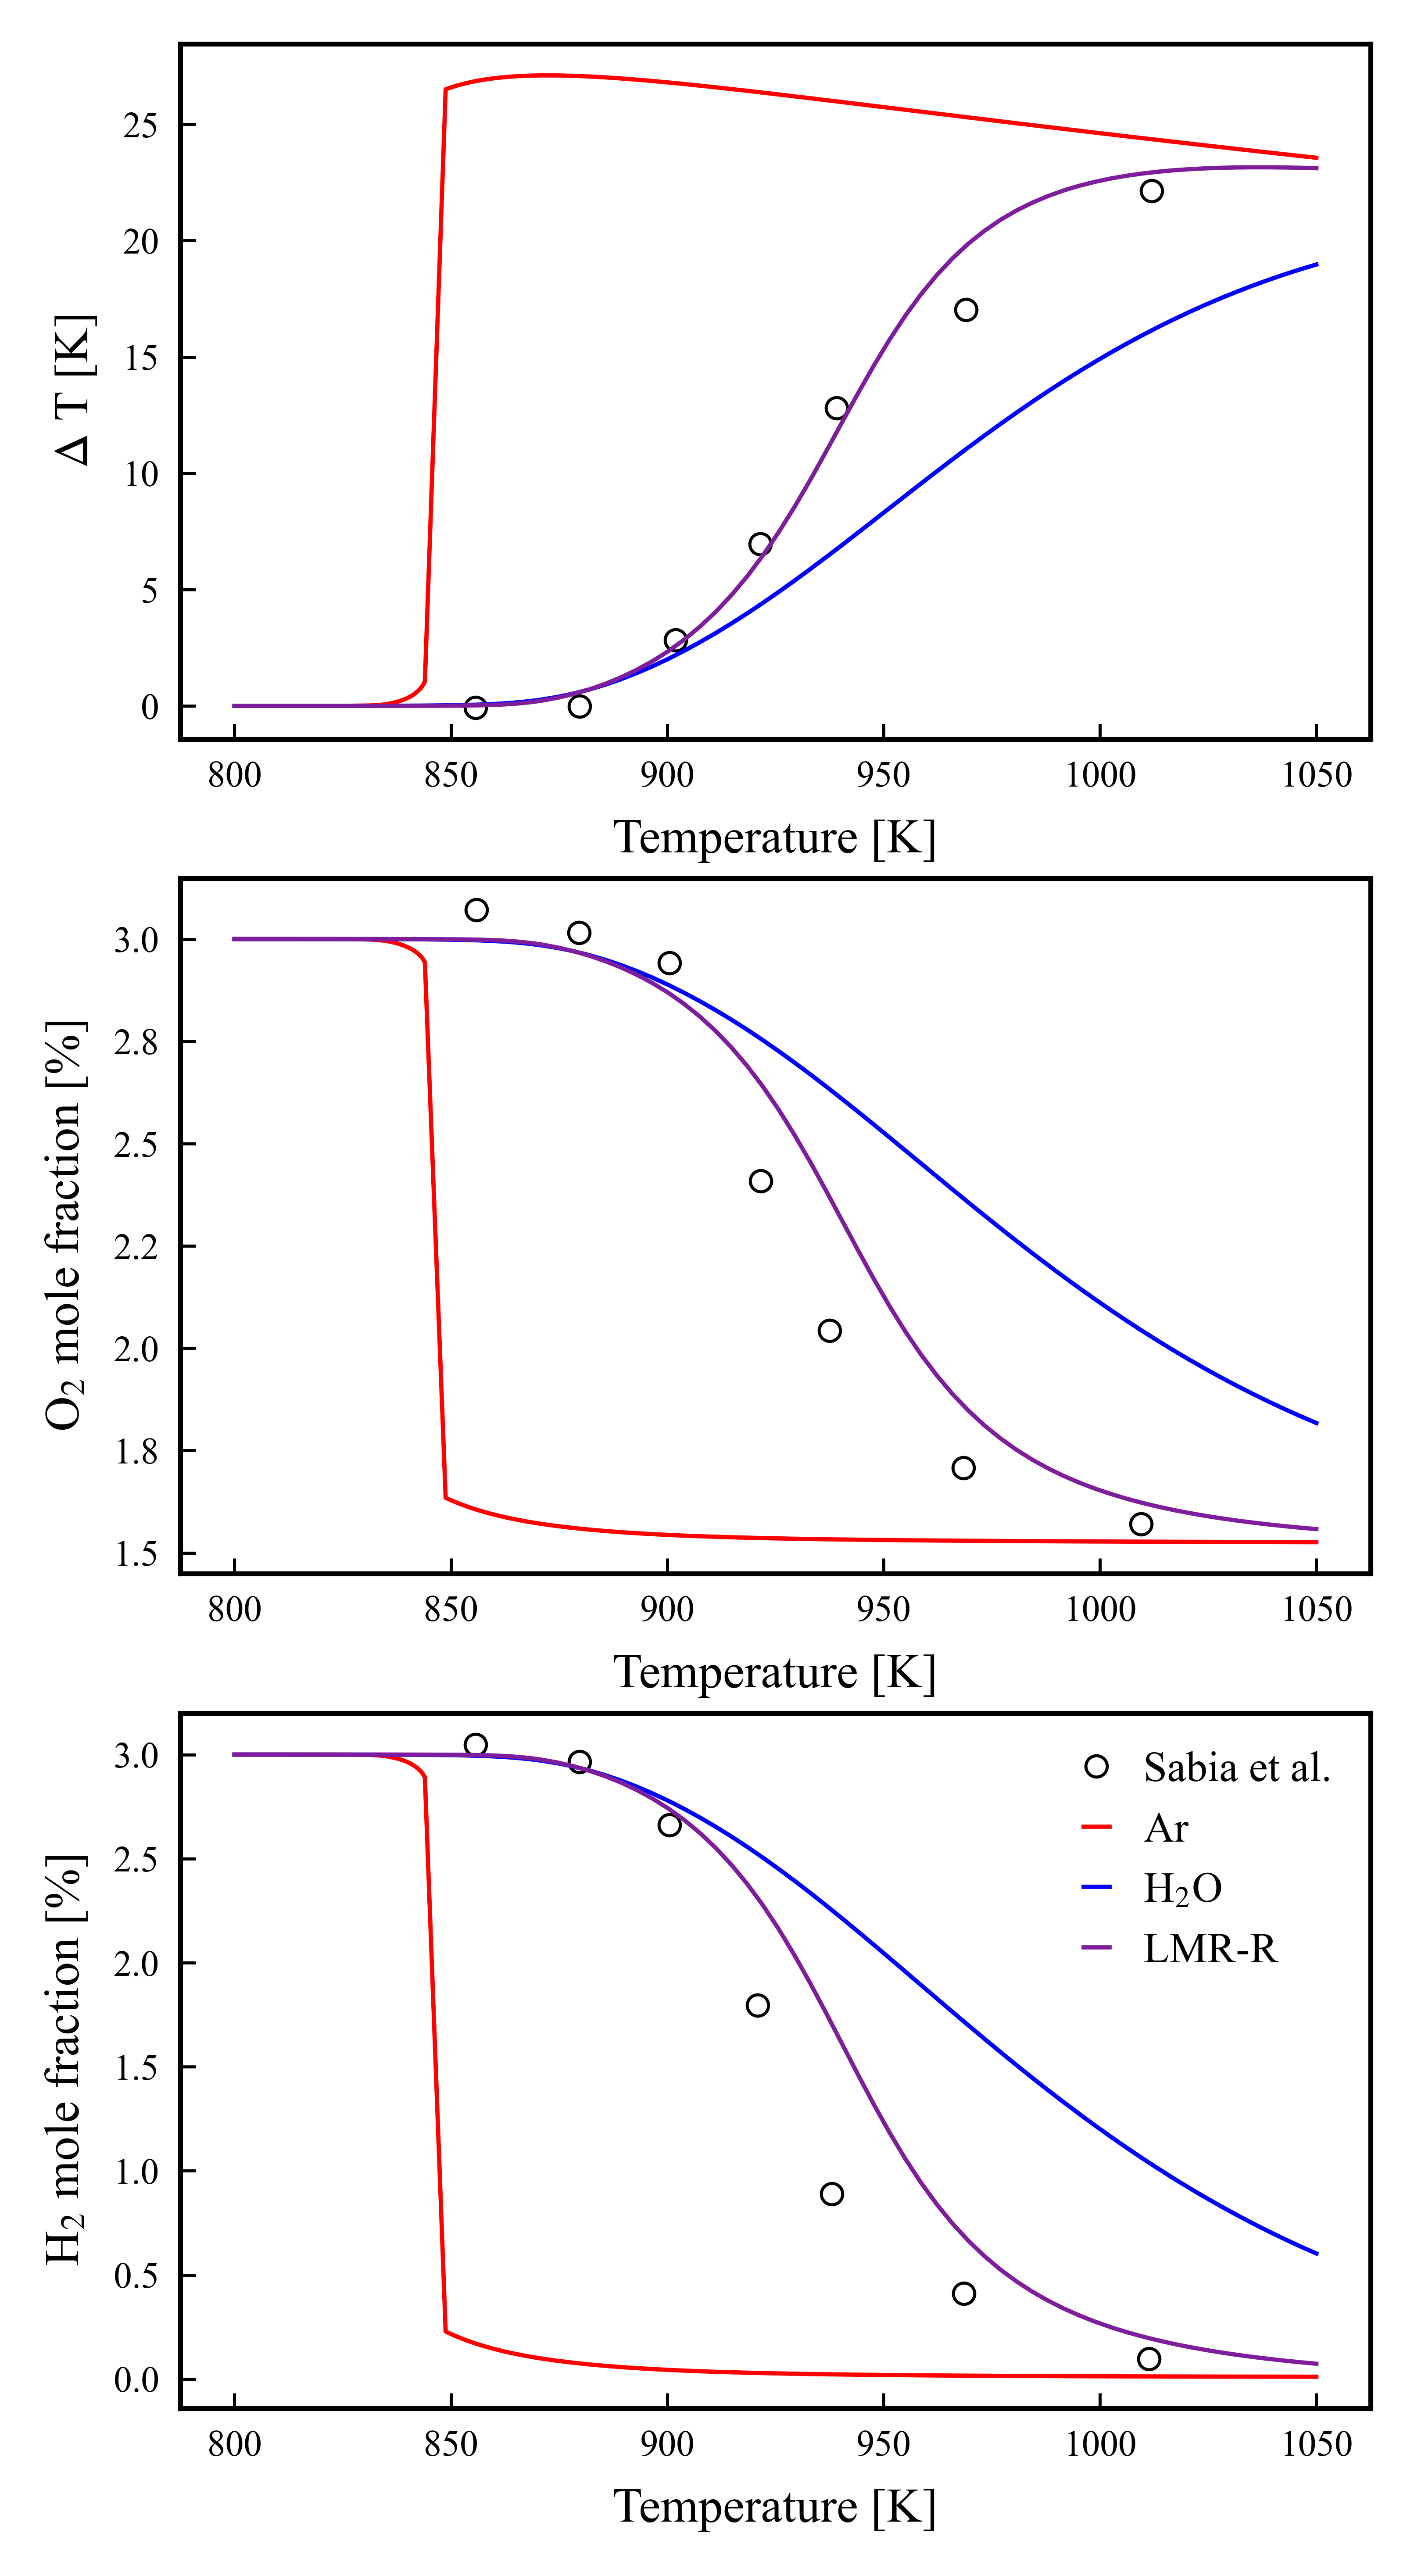 25
20
15
10
5
0
Δ T [K]
800 850 900 950 1000 1050
Temperature [K]
3.0
2.8
2.5
2.2
2.0
1.8
1.5
O₂ mole fraction [%]
800 850 900 950 1000 1050
Temperature [K]
3.0
2.5
2.0
1.5
1.0
0.5
0.0
H₂ mole fraction [%]
Sabia et al.
Ar
H₂O
LMR-R
800 850 900 950 1000 1050
Temperature [K]